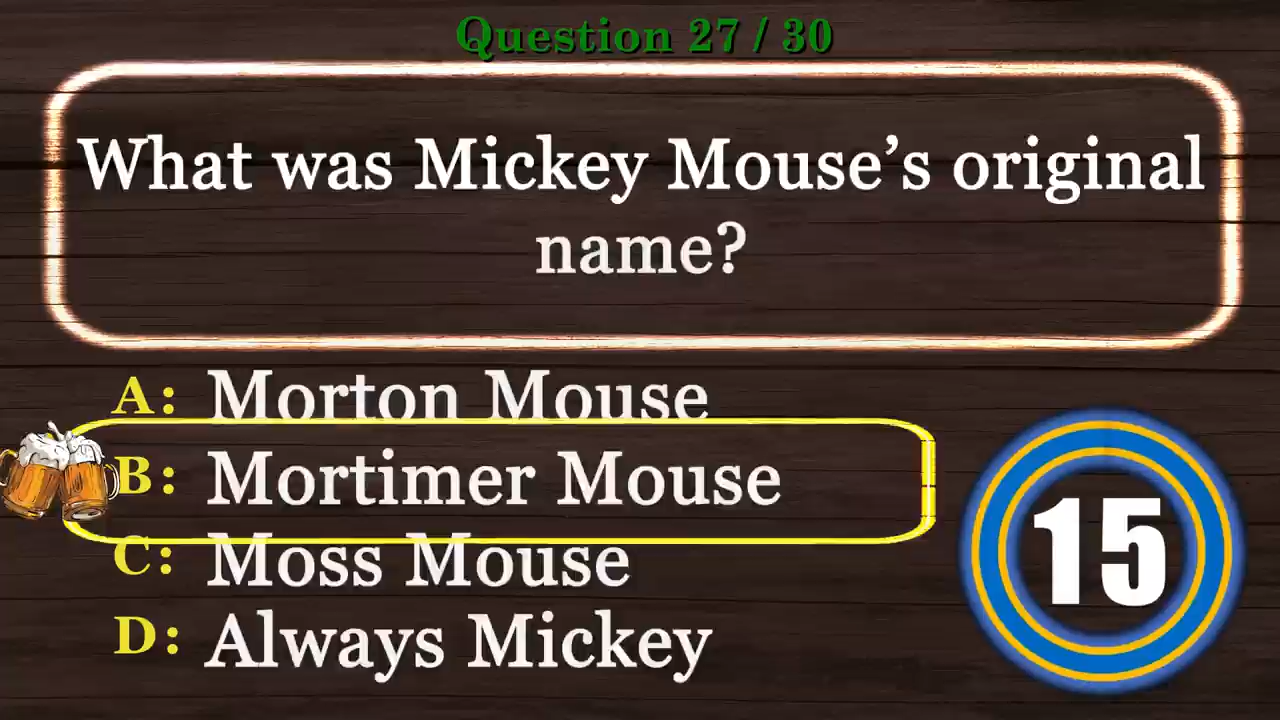 Question 27 / 30
What was Mickey Mouse’s original
name?
A: Morton Mouse
B: Mortimer Mouse
C: Moss Mouse
D: Always Mickey
15